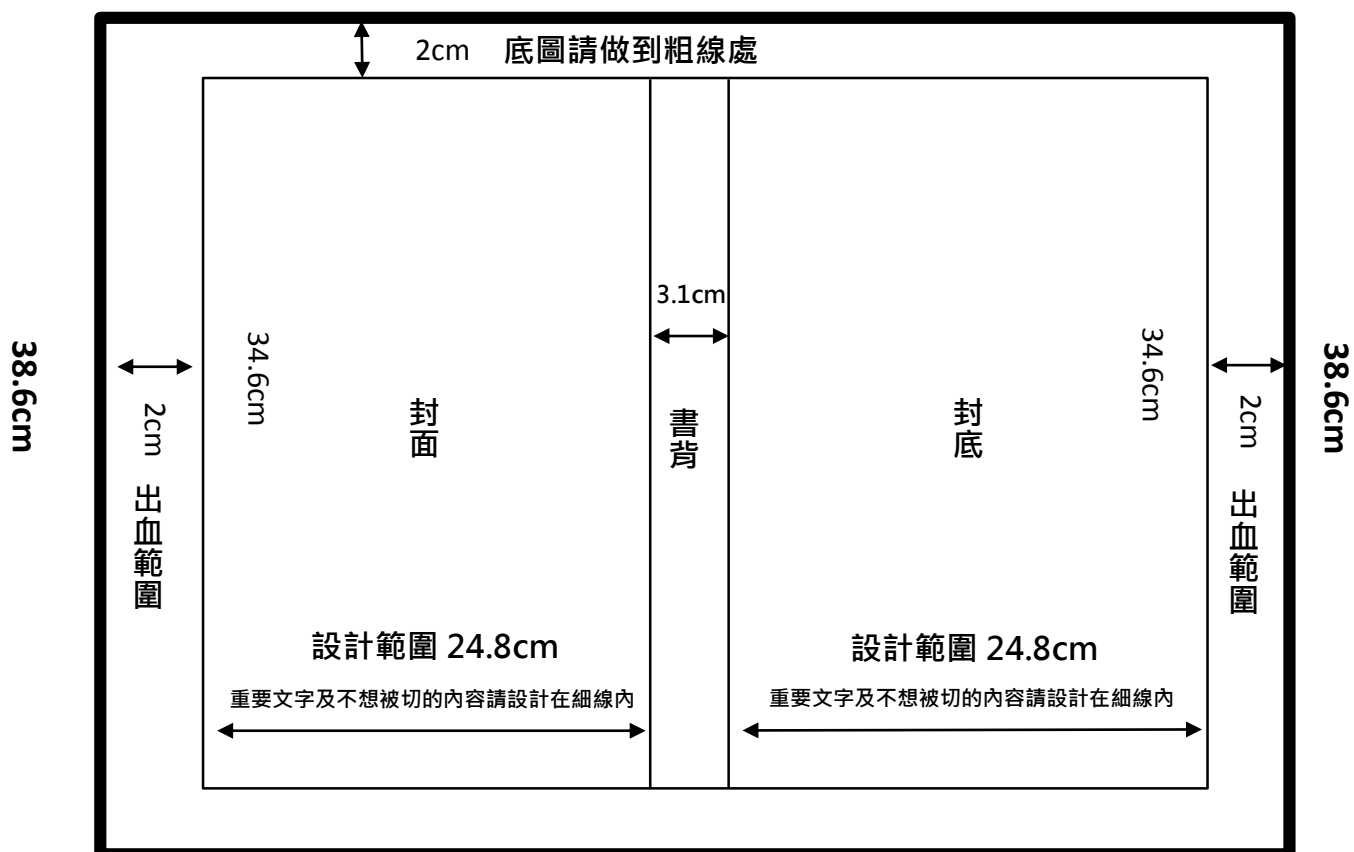 2cm 底圖請做到粗線處
38.6cm
2cm 出血範圍
34.6cm
封面
3.1cm
書背
封底
34.6cm
2cm 出血範圍
38.6cm
設計範圍 24.8cm
重要文字及不想被切的內容請設計在細線內
設計範圍 24.8cm
重要文字及不想被切的內容請設計在細線內